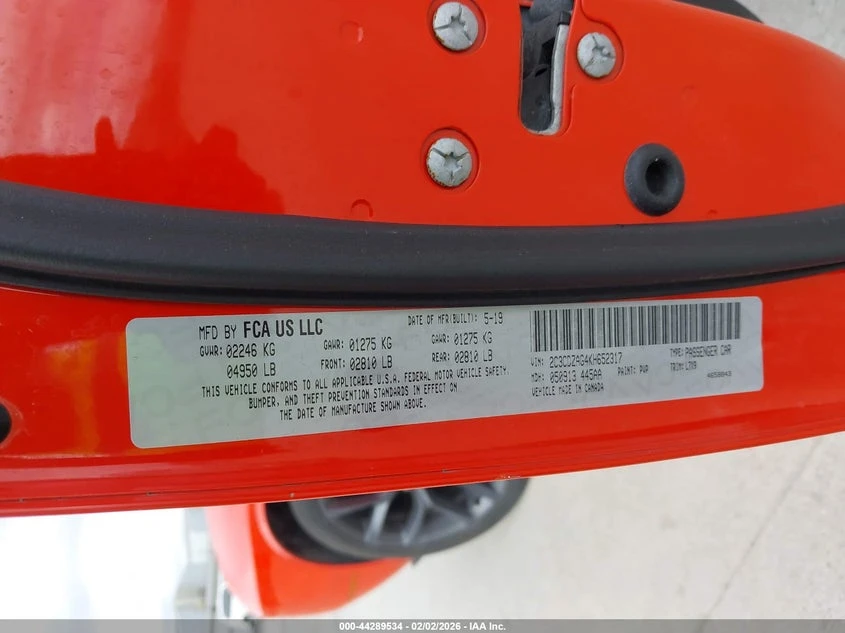 MFD BY FCA US LLC
DATE OF MFR(BUILT): 5-19
GVWR: 02246 KG
GAWR: 01275 KG
GAWR: 01275 KG
04950 LB
FRONT: 02810 LB
REAR: 02810 LB
THIS VEHICLE CONFORMS TO ALL APPLICABLE U.S.A. FEDERAL MOTOR VEHICLE SAFETY,
BUMPER, AND THEFT PREVENTION STANDARDS IN EFFECT ON
THE DATE OF MANUFACTURE SHOWN ABOVE.
VIN: 2C3CDZAG4KH652317
TYPE: PASSENGER CAR
MDH: 050913 445AA
PAINT: PVP
TRIM: L7X9
VEHICLE MADE IN CANADA
4658843
000-44289534 - 02/02/2026 - IAA Inc.